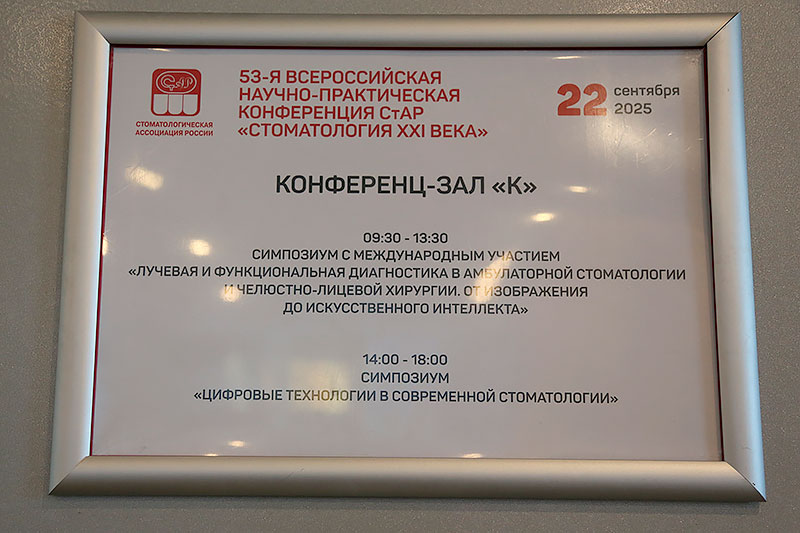 СтАР
СТОМАТОЛОГИЧЕСКАЯ
АССОЦИАЦИЯ РОССИИ
53-Я ВСЕРОССИЙСКАЯ
НАУЧНО-ПРАКТИЧЕСКАЯ
КОНФЕРЕНЦИЯ СтАР
«СТОМАТОЛОГИЯ XXI ВЕКА»
22 сентября
2025
КОНФЕРЕНЦ-ЗАЛ «К»
09:30 - 13:30
СИМПОЗИУМ С МЕЖДУНАРОДНЫМ УЧАСТИЕМ
«ЛУЧЕВАЯ И ФУНКЦИОНАЛЬНАЯ ДИАГНОСТИКА В АМБУЛАТОРНОЙ СТОМАТОЛОГИИ
И ЧЕЛЮСТНО-ЛИЦЕВОЙ ХИРУРГИИ. ОТ ИЗОБРАЖЕНИЯ
ДО ИСКУССТВЕННОГО ИНТЕЛЛЕКТА»
14:00 - 18:00
СИМПОЗИУМ
«ЦИФРОВЫЕ ТЕХНОЛОГИИ В СОВРЕМЕННОЙ СТОМАТОЛОГИИ»